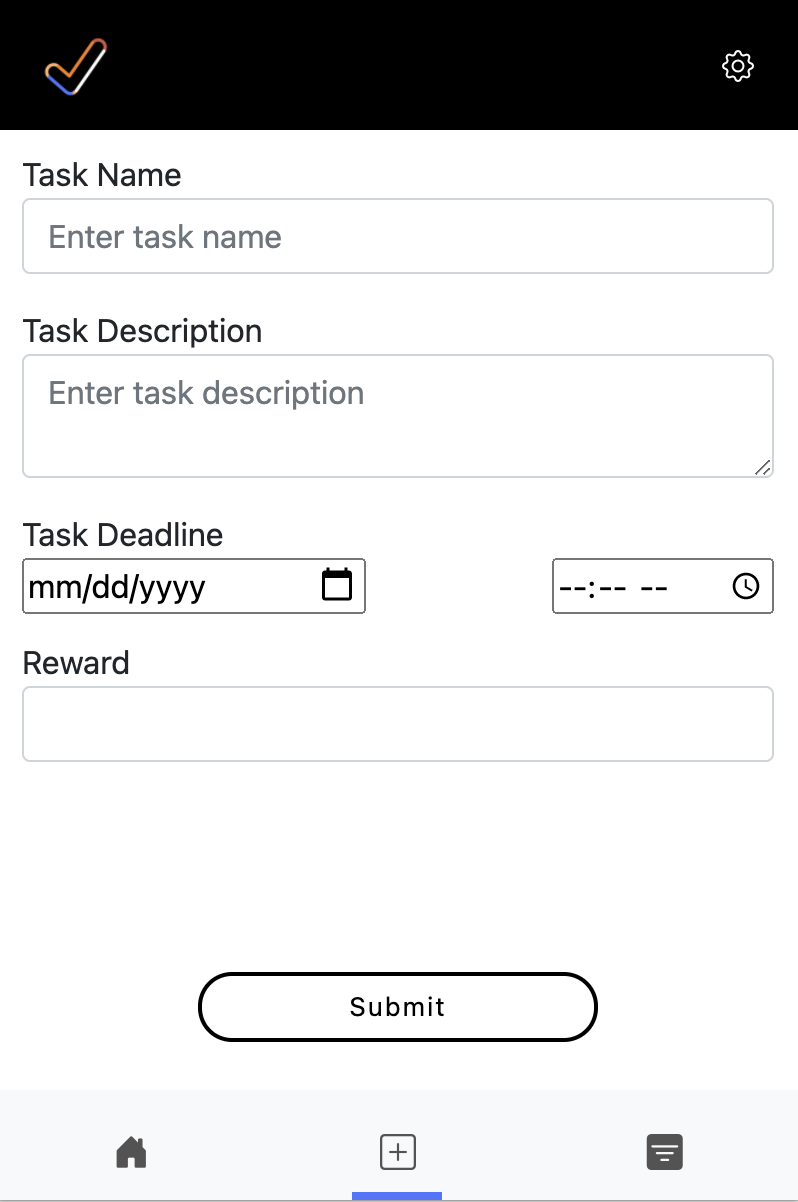 Task Name
Enter task name
Task Description
Enter task description
Task Deadline
mm/dd/yyyy --:-- --
Reward
Submit